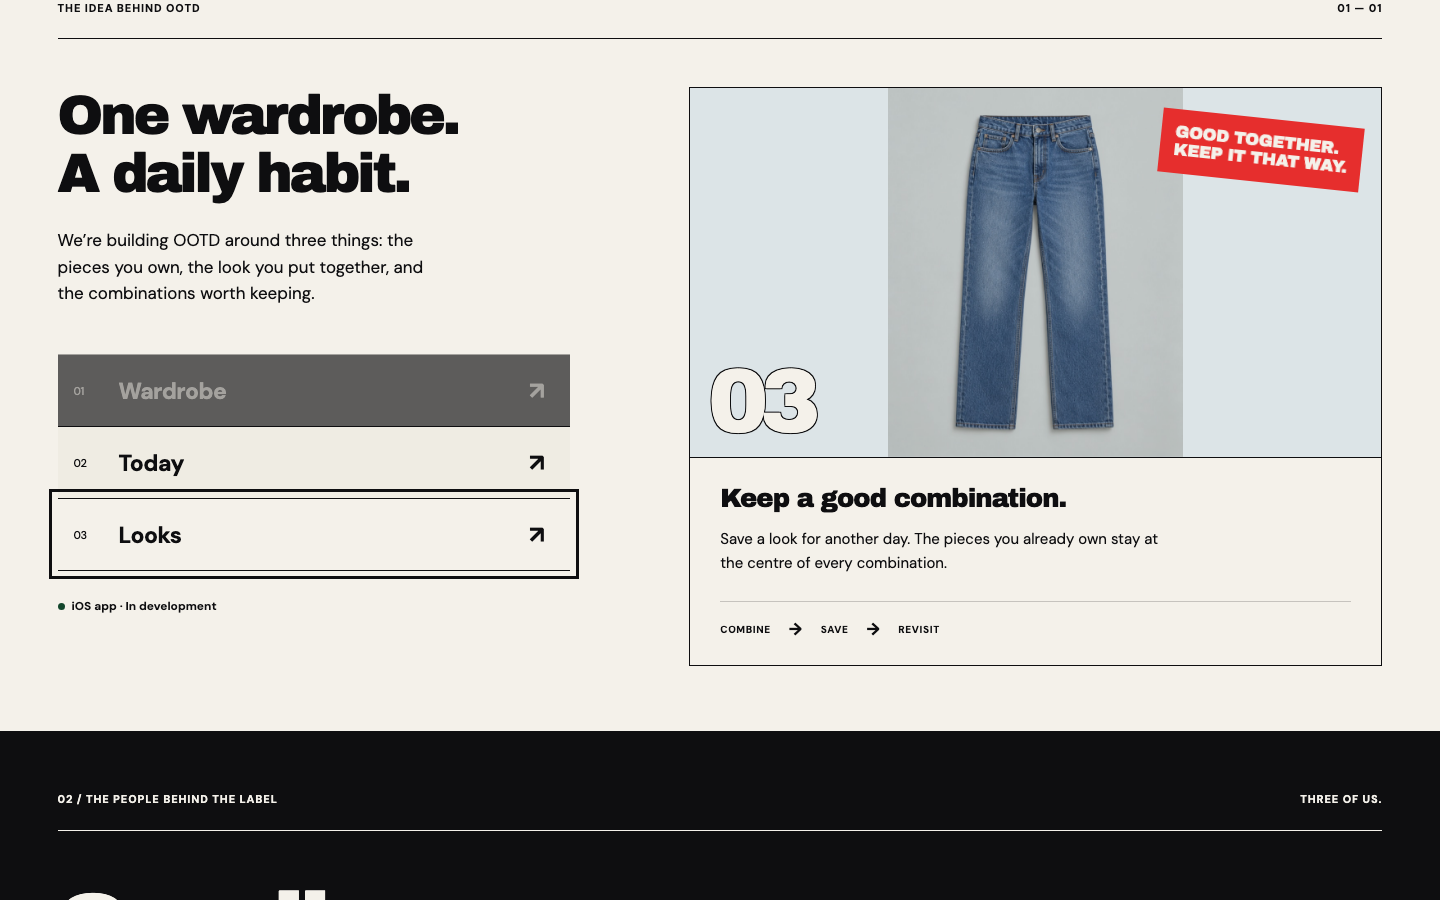 THE IDEA BEHIND OOTD
01 — 01
One wardrobe.
A daily habit.
We’re building OOTD around three things: the
pieces you own, the look you put together, and
the combinations worth keeping.
01 Wardrobe
02 Today
03 Looks
iOS app · In development
GOOD TOGETHER.
KEEP IT THAT WAY.
03
Keep a good combination.
Save a look for another day. The pieces you already own stay at
the centre of every combination.
COMBINE → SAVE → REVISIT
02 / THE PEOPLE BEHIND THE LABEL
THREE OF US.